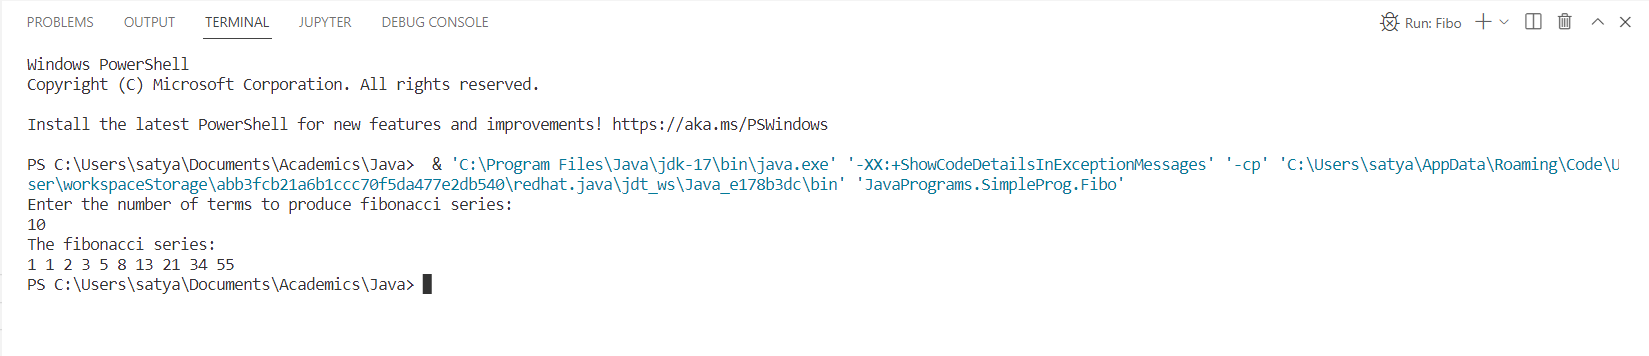 PROBLEMS OUTPUT TERMINAL JUPYTER DEBUG CONSOLE Run: Fibo
Windows PowerShell
Copyright (C) Microsoft Corporation. All rights reserved.
Install the latest PowerShell for new features and improvements! https://aka.ms/PSWindows
PS C:\Users\satya\Documents\Academics\Java>  & 'C:\Program Files\Java\jdk-17\bin\java.exe' '-XX:+ShowCodeDetailsInExceptionMessages' '-cp' 'C:\Users\satya\AppData\Roaming\Code\U
ser\workspaceStorage\abb3fcb21a6b1ccc70f5da477e2db540\redhat.java\jdt_ws\Java_e178b3dc\bin' 'JavaPrograms.SimpleProg.Fibo'
Enter the number of terms to produce fibonacci series:
10
The fibonacci series:
1 1 2 3 5 8 13 21 34 55
PS C:\Users\satya\Documents\Academics\Java>